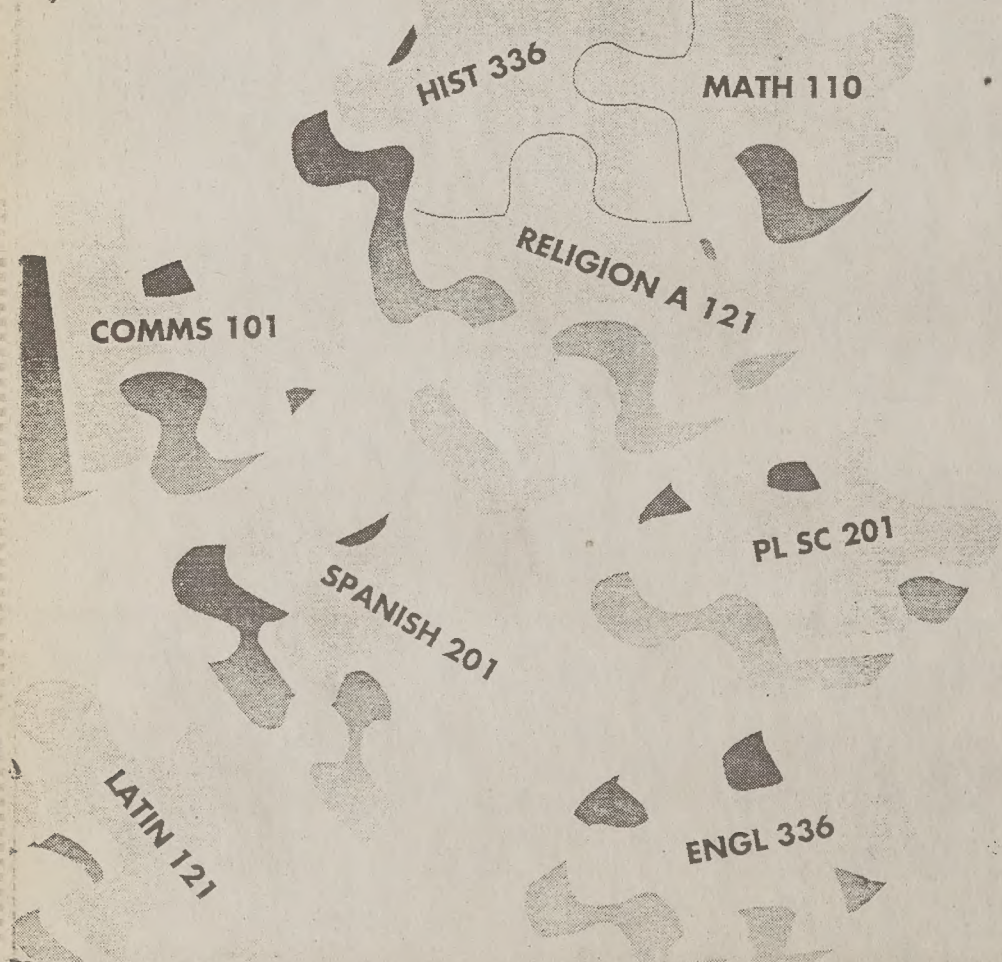 HIST 336
MATH 110
RELIGION A 121
COMMS 101
PL SC 201
SPANISH 201
LATIN 121
ENGL 336